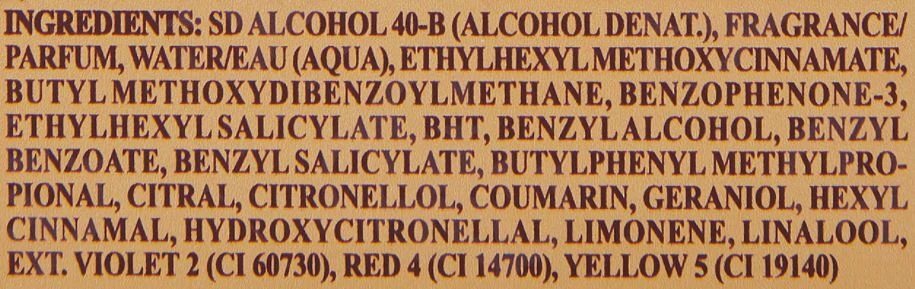 INGREDIENTS: SD ALCOHOL 40-B (ALCOHOL DENAT.), FRAGRANCE/
PARFUM, WATER/EAU (AQUA), ETHYLHEXYL METHOXYCINNAMATE,
BUTYL METHOXYDIBENZOYLMETHANE, BENZOPHENONE-3,
ETHYLHEXYL SALICYLATE, BHT, BENZYL ALCOHOL, BENZYL
BENZOATE, BENZYL SALICYLATE, BUTYLPHENYL METHYLPRO-
PIONAL, CITRAL, CITRONELLOL, COUMARIN, GERANIOL, HEXYL
CINNAMAL, HYDROXYCITRONELLAL, LIMONENE, LINALOOL,
EXT. VIOLET 2 (CI 60730), RED 4 (CI 14700), YELLOW 5 (CI 19140)